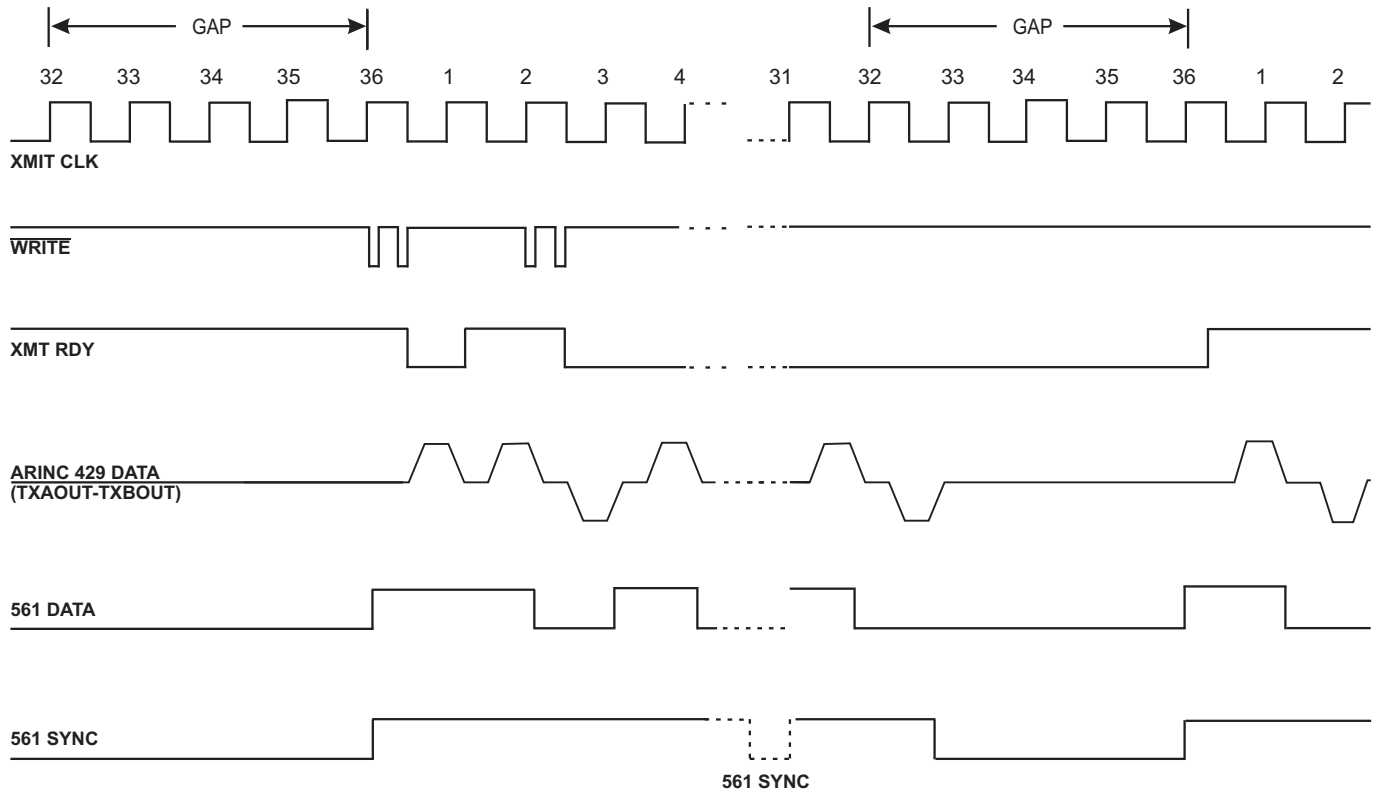 GAP GAP
32 33 34 35 36 1 2 3 4 31 32 33 34 35 36 1 2
XMIT CLK
WRITE
XMT RDY
ARINC 429 DATA
(TXAOUT-TXBOUT)
561 DATA
561 SYNC
561 SYNC